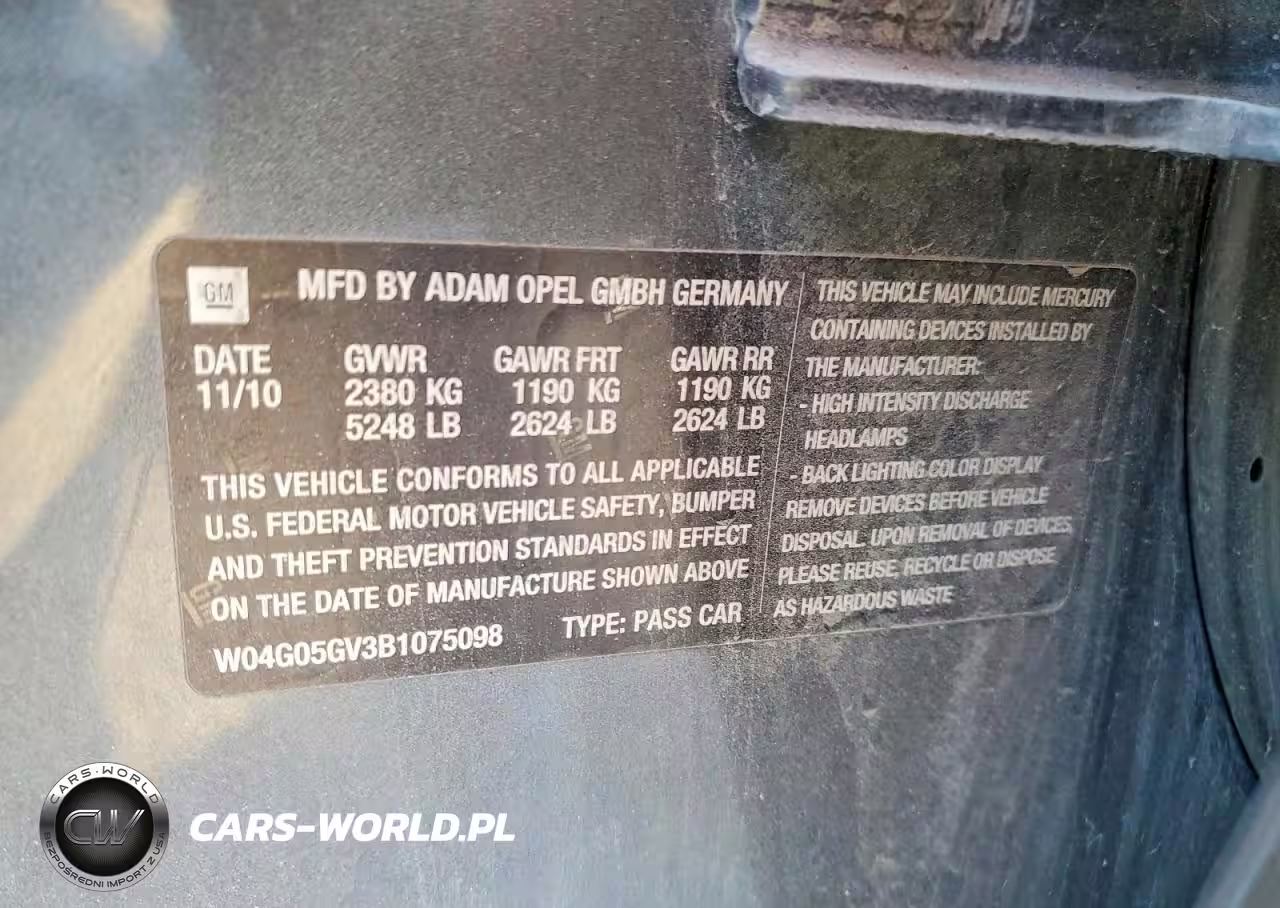 GM
MFD BY ADAM OPEL GMBH GERMANY
DATE GVWR GAWR FRT GAWR RR
11/10 2380 KG 1190 KG 1190 KG
5248 LB 2624 LB 2624 LB
THIS VEHICLE CONFORMS TO ALL APPLICABLE
U.S. FEDERAL MOTOR VEHICLE SAFETY, BUMPER
AND THEFT PREVENTION STANDARDS IN EFFECT
ON THE DATE OF MANUFACTURE SHOWN ABOVE
W04G05GV3B1075098 TYPE: PASS CAR
THIS VEHICLE MAY INCLUDE MERCURY
CONTAINING DEVICES INSTALLED BY
THE MANUFACTURER:
- HIGH INTENSITY DISCHARGE
HEADLAMPS
- BACK LIGHTING COLOR DISPLAY
REMOVE DEVICES BEFORE VEHICLE
DISPOSAL. UPON REMOVAL OF DEVICES
PLEASE REUSE, RECYCLE OR DISPOSE
AS HAZARDOUS WASTE
CARS-WORLD
CW
BEZPOŚREDNI IMPORT Z USA
CARS-WORLD.PL